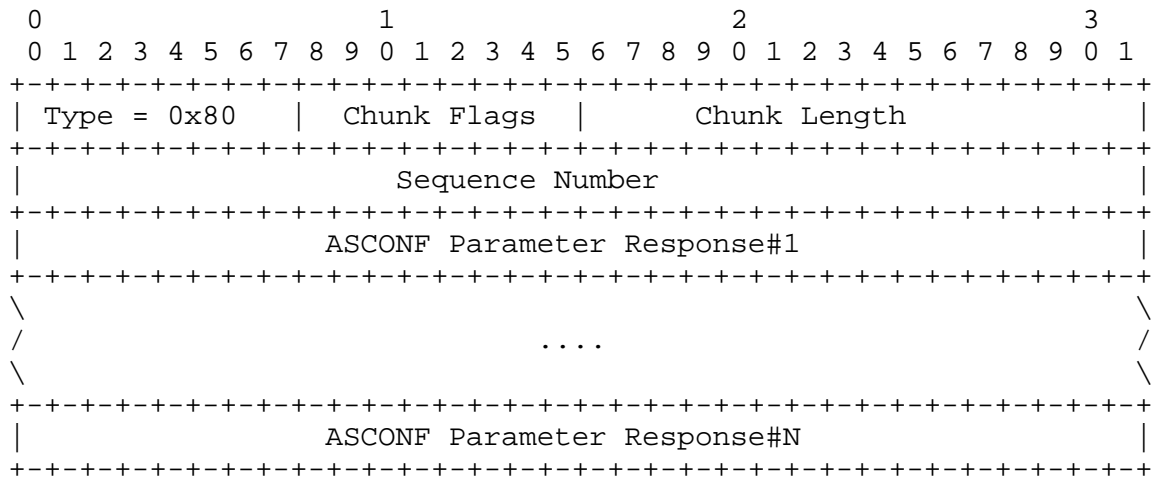 0                   1                   2                   3
 0 1 2 3 4 5 6 7 8 9 0 1 2 3 4 5 6 7 8 9 0 1 2 3 4 5 6 7 8 9 0 1
+-+-+-+-+-+-+-+-+-+-+-+-+-+-+-+-+-+-+-+-+-+-+-+-+-+-+-+-+-+-+-+-+
| Type = 0x80   |  Chunk Flags  |      Chunk Length             |
+-+-+-+-+-+-+-+-+-+-+-+-+-+-+-+-+-+-+-+-+-+-+-+-+-+-+-+-+-+-+-+-+
|                     Sequence Number                           |
+-+-+-+-+-+-+-+-+-+-+-+-+-+-+-+-+-+-+-+-+-+-+-+-+-+-+-+-+-+-+-+-+
|                 ASCONF Parameter Response#1                   |
+-+-+-+-+-+-+-+-+-+-+-+-+-+-+-+-+-+-+-+-+-+-+-+-+-+-+-+-+-+-+-+-+
\                                                               \
/                             ....                              /
\                                                               \
+-+-+-+-+-+-+-+-+-+-+-+-+-+-+-+-+-+-+-+-+-+-+-+-+-+-+-+-+-+-+-+-+
|                 ASCONF Parameter Response#N                   |
+-+-+-+-+-+-+-+-+-+-+-+-+-+-+-+-+-+-+-+-+-+-+-+-+-+-+-+-+-+-+-+-+